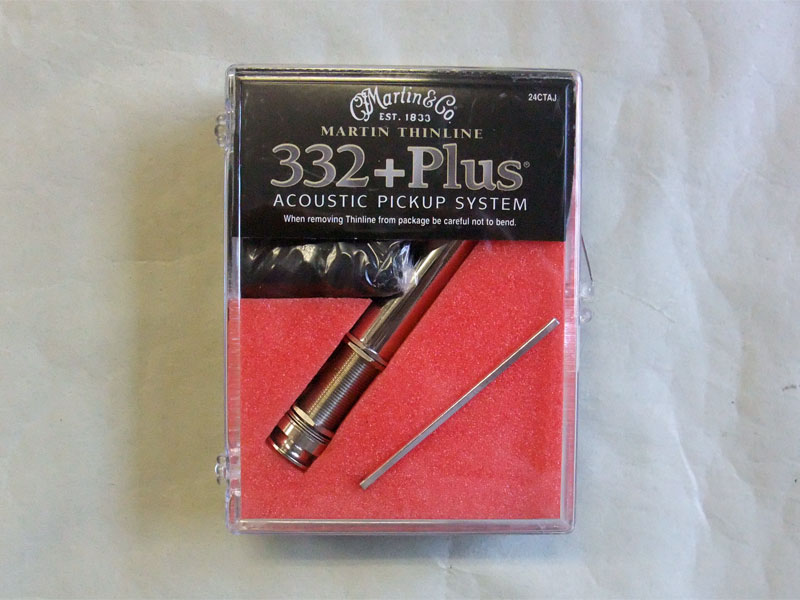 Martin & Co.
24CTAJ
EST. 1833
MARTIN THINLINE
332+Plus®
ACOUSTIC PICKUP SYSTEM
When removing Thinline from package be careful not to bend.